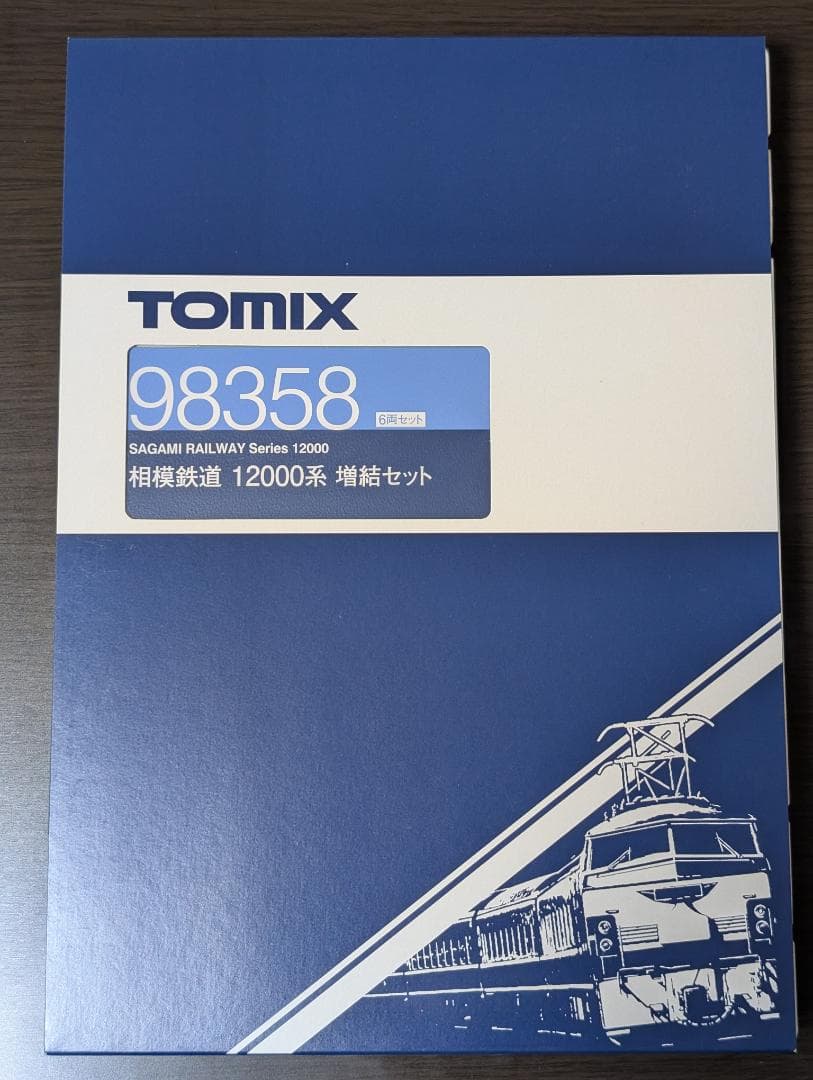 TOMIX
98358 6両セット
SAGAMI RAILWAY Series 12000
相模鉄道 12000系 増結セット